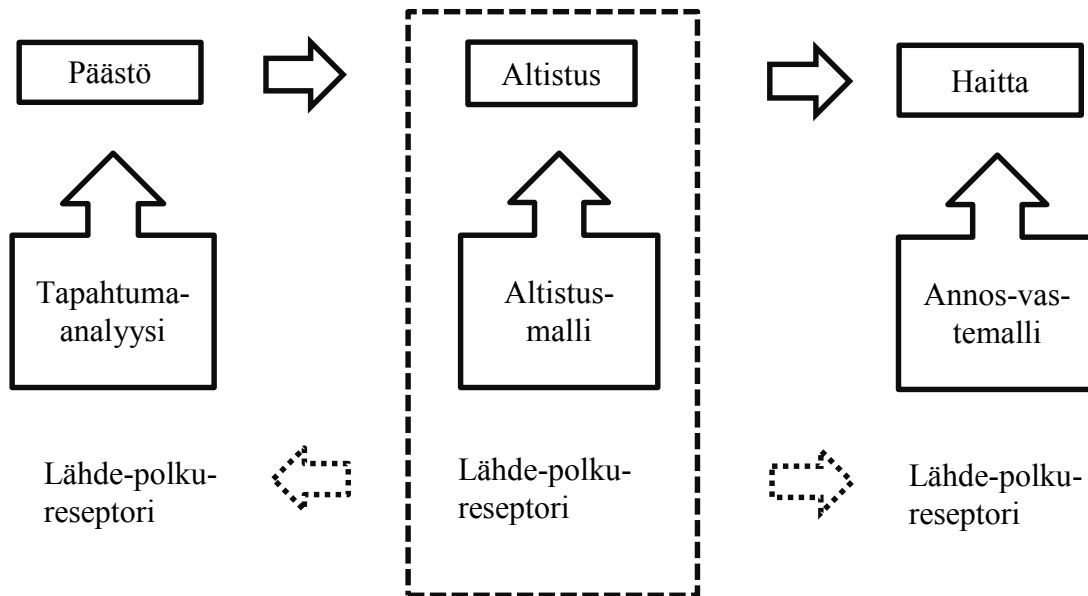 Päästö
Altistus
Haitta
Tapahtuma-
analyysi
Altistus-
malli
Annos-vas-
temalli
Lähde-polku-
reseptori
Lähde-polku-
reseptori
Lähde-polku-
reseptori